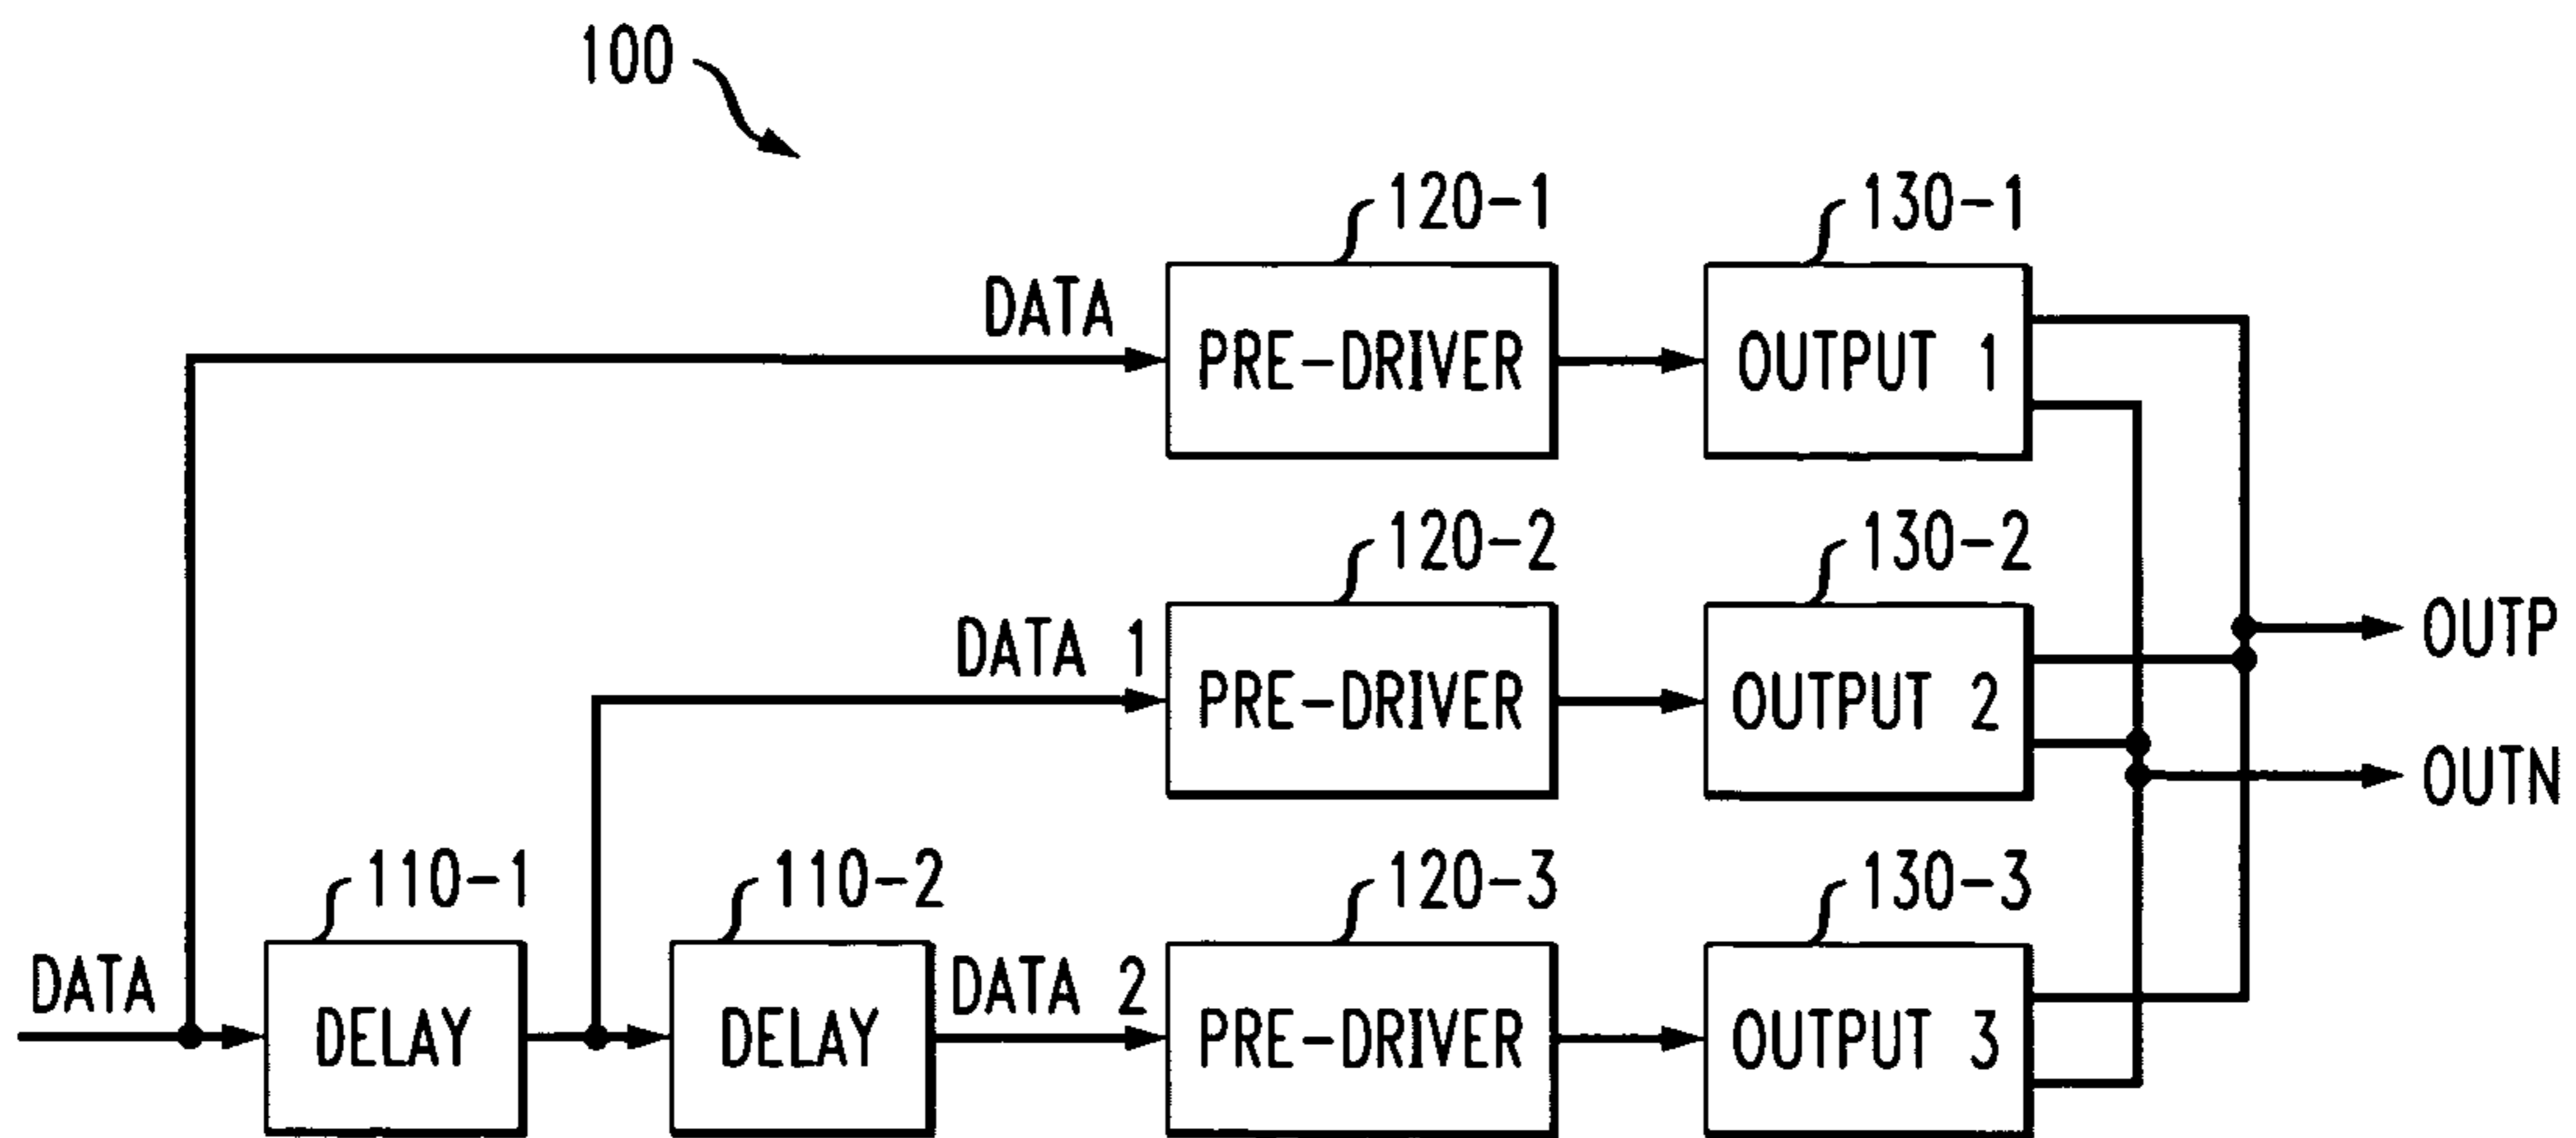 100
120-1
130-1
DATA
PRE-DRIVER
OUTPUT 1
120-2
130-2
DATA 1
PRE-DRIVER
OUTPUT 2
OUTP
OUTN
110-1
110-2
120-3
130-3
DATA
DELAY
DELAY
DATA 2
PRE-DRIVER
OUTPUT 3